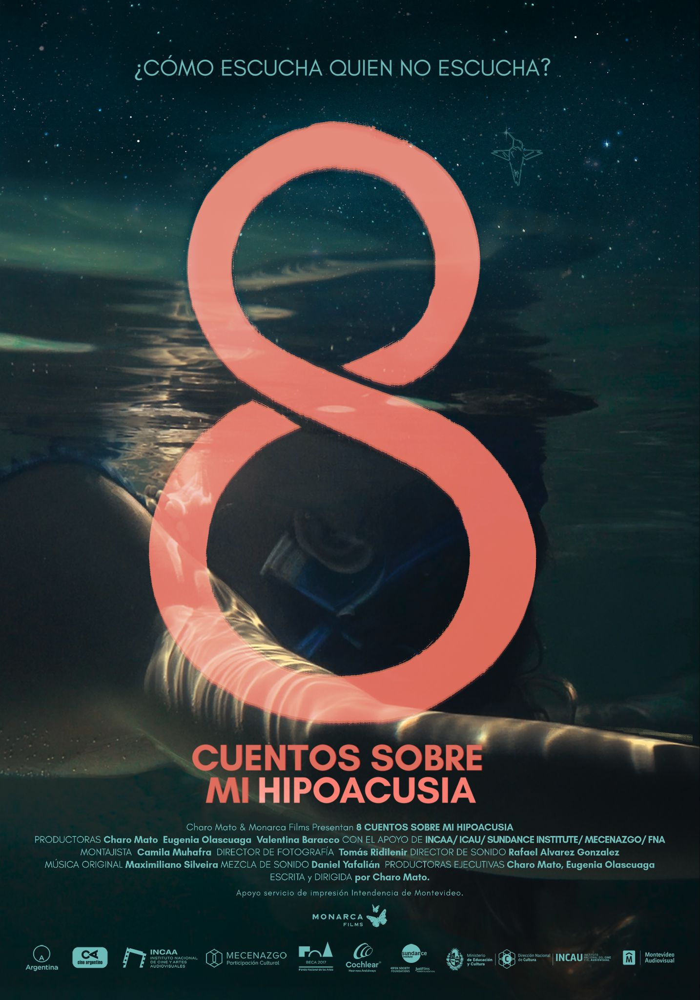 ¿CÓMO ESCUCHA QUIEN NO ESCUCHA?
8
CUENTOS SOBRE
MI HIPOACUSIA
Charo Mato & Monarca Films Presentan 8 CUENTOS SOBRE MI HIPOACUSIA
PRODUCTORAS Charo Mato Eugenia Olascuaga Valentina Baracco CON EL APOYO DE INCAA/ ICAU/ SUNDANCE INSTITUTE/ MECENAZGO/ FNA
MONTAJISTA Camila Muhafra DIRECTOR DE FOTOGRAFÍA Tomás Ridilenir DIRECTOR DE SONIDO Rafael Alvarez Gonzalez
MÚSICA ORIGINAL Maximiliano Silveira MEZCLA DE SONIDO Daniel Yafalián PRODUCTORAS EJECUTIVAS Charo Mato, Eugenia Olascuaga
ESCRITA y DIRIGIDA por Charo Mato.
Apoyo servicio de impresión Intendencia de Montevideo.
MONARCA
FILMS
A
Argentina
CA
cine argentino
INCAA
INSTITUTO NACIONAL
DE CINE Y ARTES
AUDIOVISUALES
MECENAZGO
Participación Cultural
FNA
BECA 2017
Fondo Nacional de las Artes
Cochlear®
Hear now. And always
sundance
institute
OPEN SOCIETY
FOUNDATIONS
JustFilms
FORDFOUNDATION
Ministerio
de Educación
y Cultura
C
Dirección Nacional
de Cultura
INCAU
INSTITUTO
NACIONAL DEL CINE
Y EL AUDIOVISUAL
M
Montevideo
Audiovisual